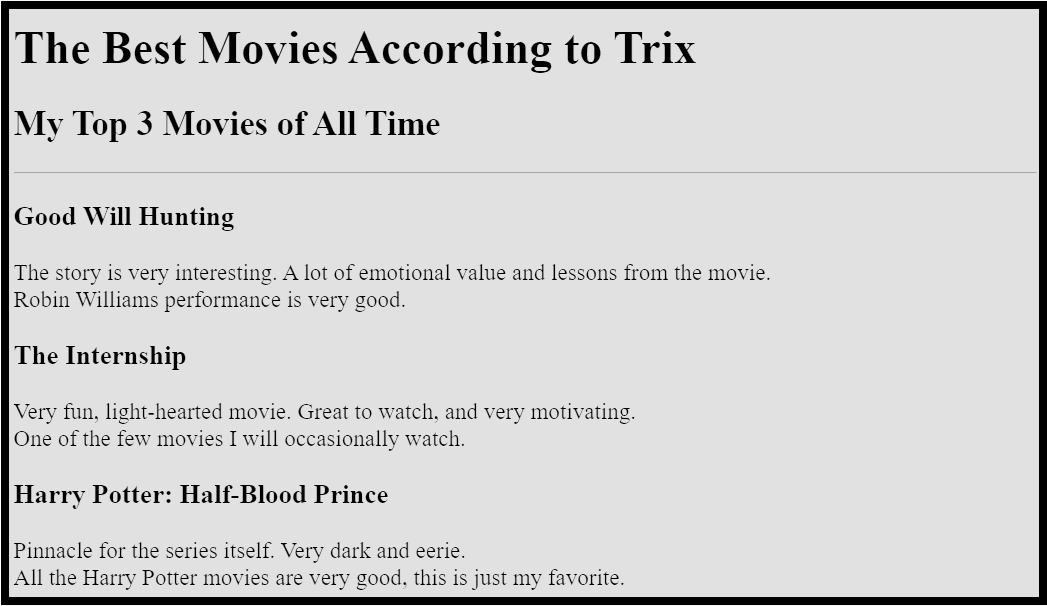 The Best Movies According to Trix
My Top 3 Movies of All Time
Good Will Hunting
The story is very interesting. A lot of emotional value and lessons from the movie.
Robin Williams performance is very good.
The Internship
Very fun, light-hearted movie. Great to watch, and very motivating.
One of the few movies I will occasionally watch.
Harry Potter: Half-Blood Prince
Pinnacle for the series itself. Very dark and eerie.
All the Harry Potter movies are very good, this is just my favorite.